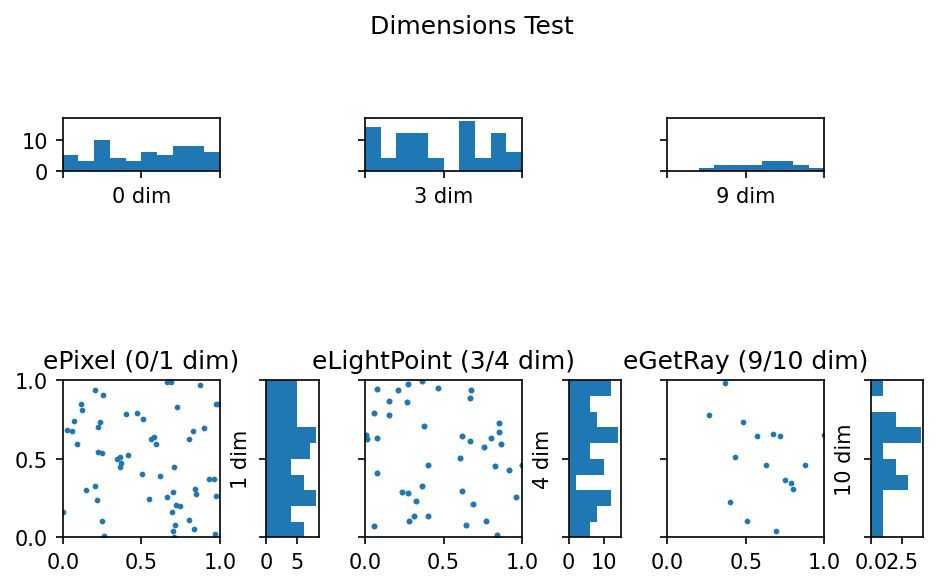 Dimensions Test
10
0
0 dim
3 dim
9 dim
ePixel (0/1 dim)
eLightPoint (3/4 dim)
eGetRay (9/10 dim)
1.0
0.5
0.0
1 dim
4 dim
10 dim
0.0 0.5 1.0
0 5
0.0 0.5 1.0
0 10
0.0 0.5 1.0
0.02.5